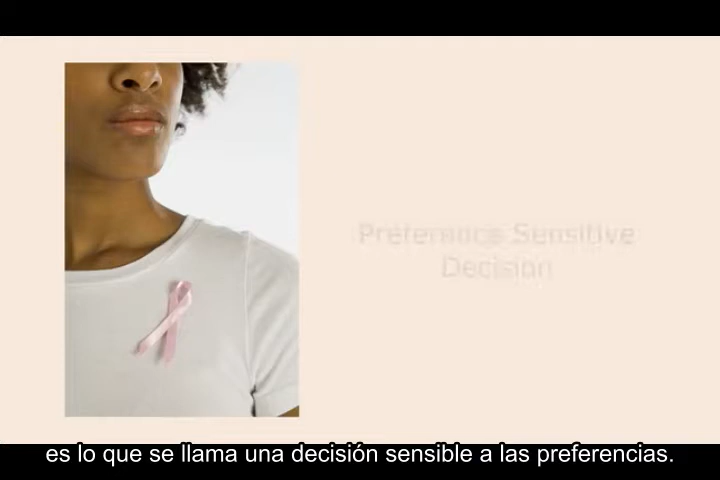 Preference Sensitive
Decision
es lo que se llama una decisión sensible a las preferencias.